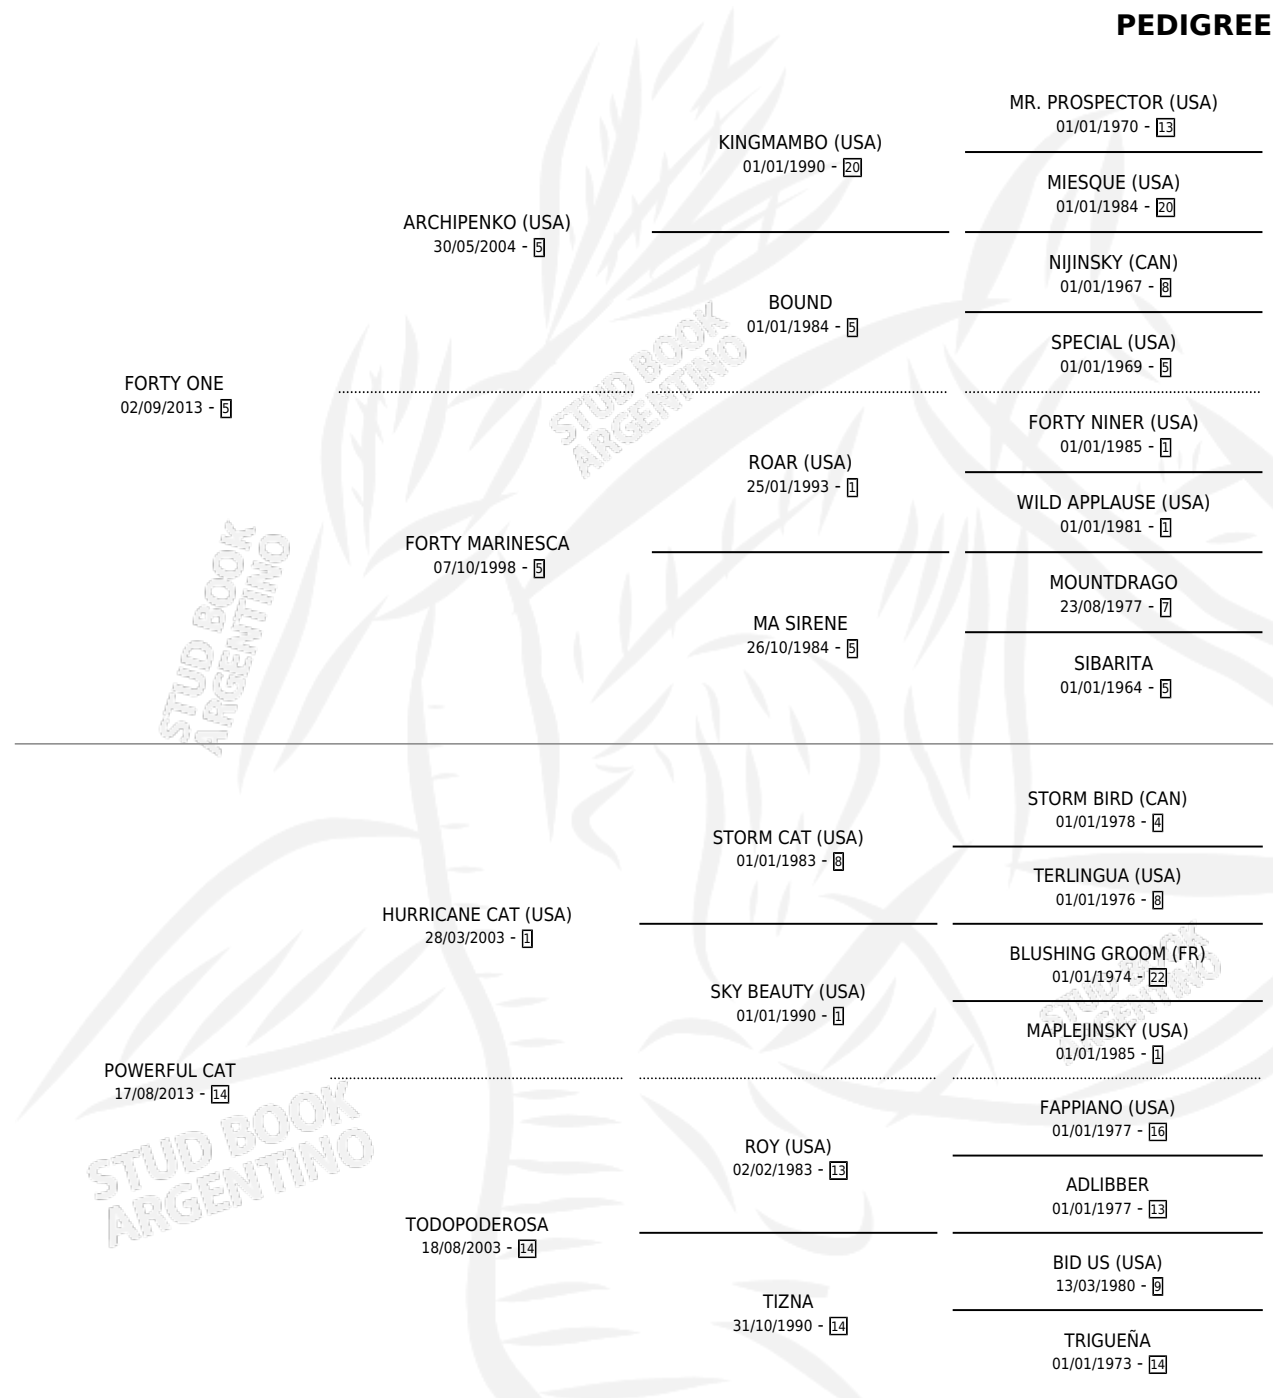 PEDIGREE
MR. PROSPECTOR (USA)
01/01/1970 - 13
KINGMAMBO (USA)
01/01/1990 - 20
MIESQUE (USA)
01/01/1984 - 20
ARCHIPENKO (USA)
30/05/2004 - 5
NIJINSKY (CAN)
01/01/1967 - 8
BOUND
01/01/1984 - 5
SPECIAL (USA)
01/01/1969 - 5
FORTY ONE
02/09/2013 - 5
FORTY NINER (USA)
01/01/1985 - 1
ROAR (USA)
25/01/1993 - 1
WILD APPLAUSE (USA)
01/01/1981 - 1
FORTY MARINESCA
07/10/1998 - 5
MOUNTDRAGO
23/08/1977 - 7
MA SIRENE
26/10/1984 - 5
SIBARITA
01/01/1964 - 5
STORM BIRD (CAN)
01/01/1978 - 4
STORM CAT (USA)
01/01/1983 - 8
TERLINGUA (USA)
01/01/1976 - 8
HURRICANE CAT (USA)
28/03/2003 - 1
BLUSHING GROOM (FR)
01/01/1974 - 22
SKY BEAUTY (USA)
01/01/1990 - 1
MAPLEJINSKY (USA)
01/01/1985 - 1
POWERFUL CAT
17/08/2013 - 14
FAPPIANO (USA)
01/01/1977 - 16
ROY (USA)
02/02/1983 - 13
ADLIBBER
01/01/1977 - 13
TODOPODEROSA
18/08/2003 - 14
BID US (USA)
13/03/1980 - 9
TIZNA
31/10/1990 - 14
TRIGUEÑA
01/01/1973 - 14
STUD BOOK
ARGENTINO
STUD BOOK
ARGENTINO
STUD BOOK
ARGENTINO
STUD BOOK
ARGENTINO